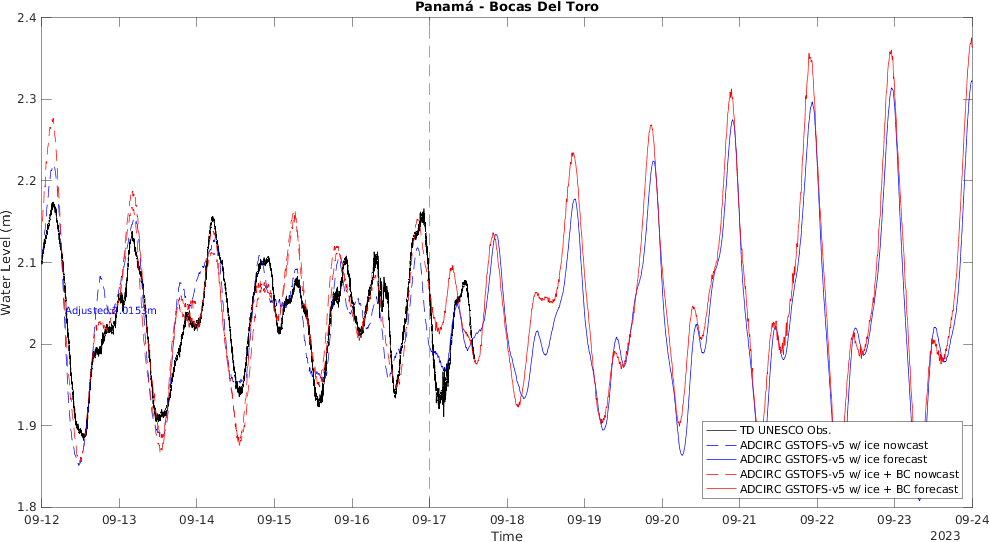 Panamá - Bocas Del Toro
2.4
2.3
2.2
2.1
2
1.9
1.8
Water Level (m)
TD UNESCO Obs.
ADCIRC GSTOFS-v5 w/ ice nowcast
ADCIRC GSTOFS-v5 w/ ice forecast
ADCIRC GSTOFS-v5 w/ ice + BC nowcast
ADCIRC GSTOFS-v5 w/ ice + BC forecast
09-12 09-13 09-14 09-15 09-16 09-17 09-18 09-19 09-20 09-21 09-22 09-23 09-24
Time
2023